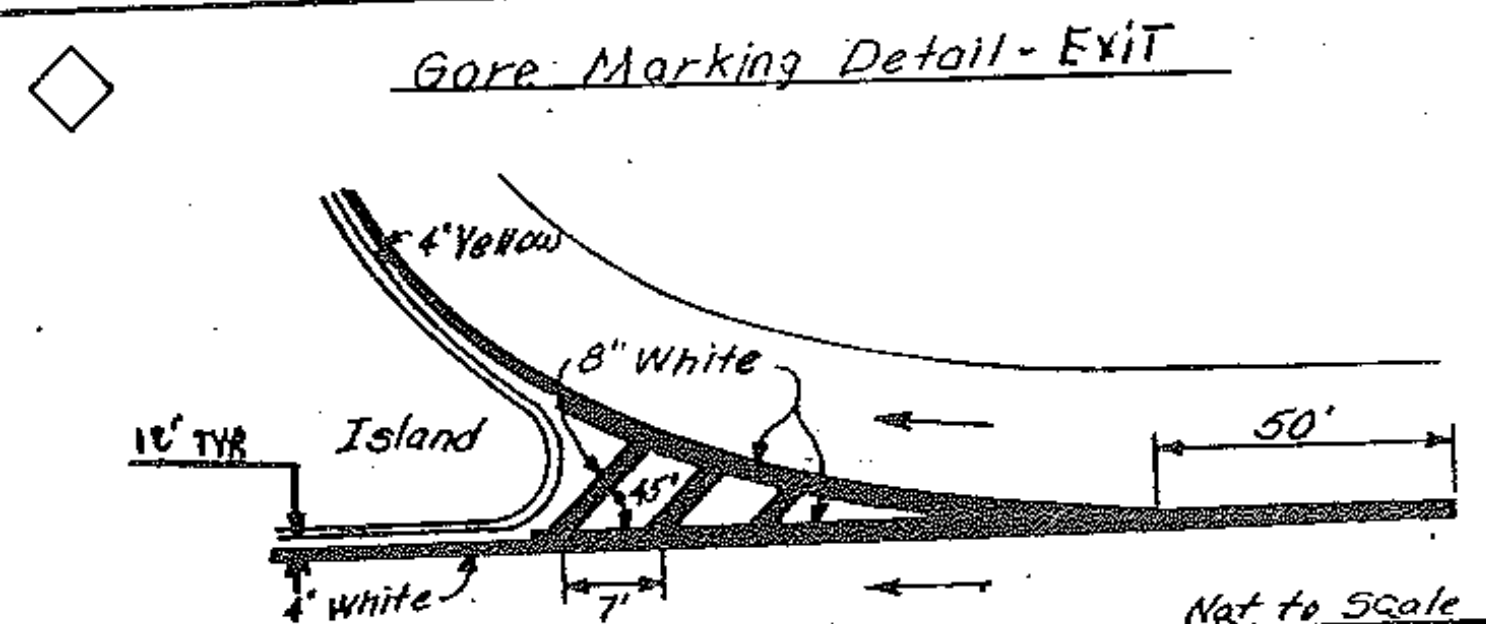 Gore Marking Detail - EXiT
4" Yellow
8" White
Island
50'
45°
4" White
7'
Not to Scale